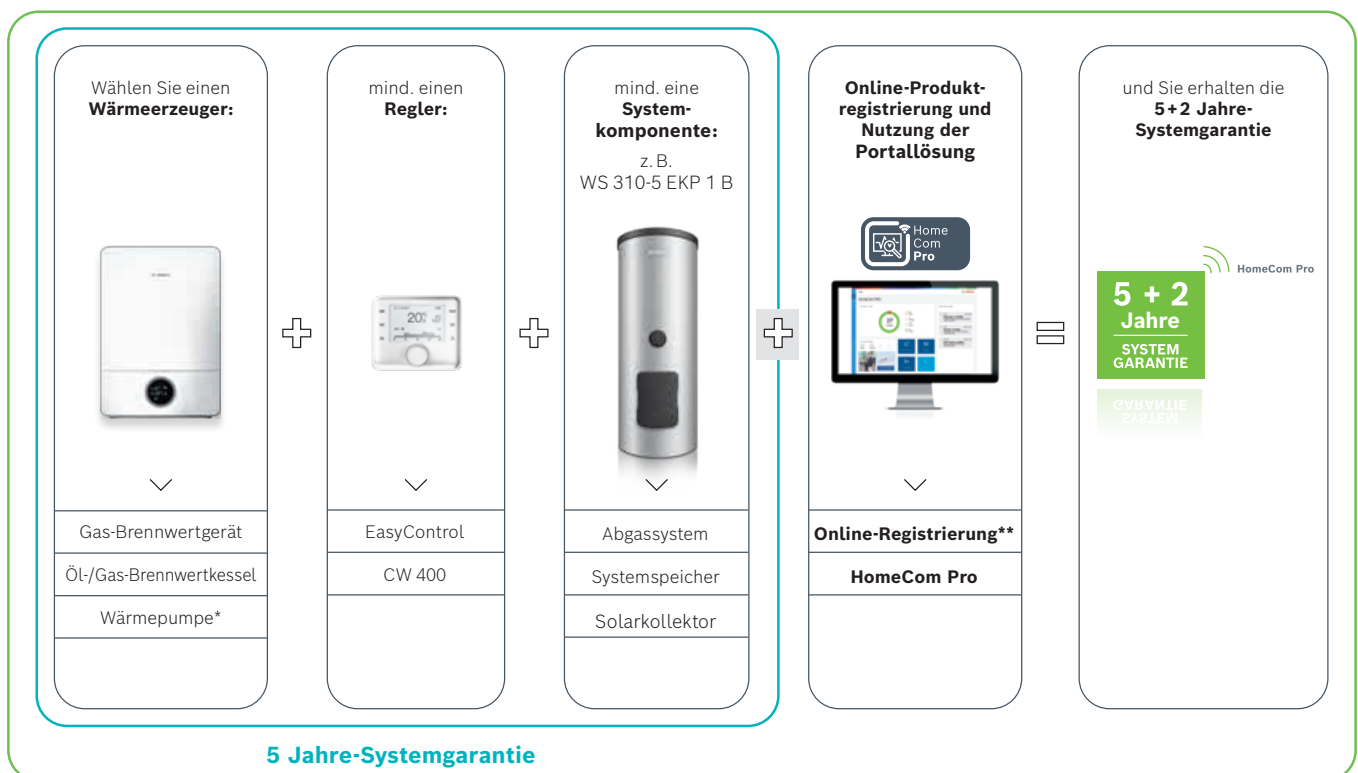 Wählen Sie einen
Wärmeerzeuger:
Gas-Brennwertgerät
Öl-/Gas-Brennwertkessel
Wärmepumpe*
mind. einen
Regler:
20
EasyControl
CW 400
mind. eine
System-
komponente:
z. B.
WS 310-5 EKP 1 B
Abgassystem
Systemspeicher
Solarkollektor
Online-Produkt-
registrierung und
Nutzung der
Portallösung
Home
Com
Pro
Online-Registrierung**
HomeCom Pro
und Sie erhalten die
5+2 Jahre-
Systemgarantie
HomeCom Pro
5 + 2
Jahre
SYSTEM
GARANTIE
5 Jahre-Systemgarantie